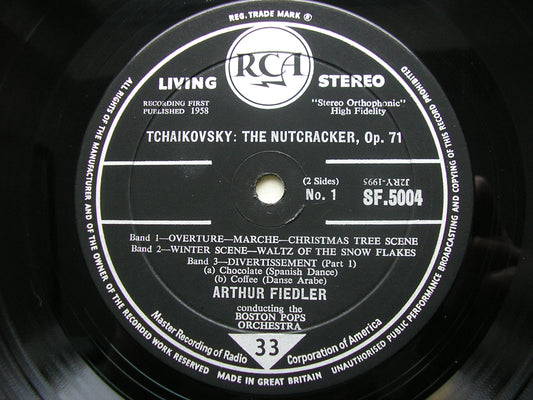 REG. TRADE MARK ®
RCA
LIVING STEREO
RECORDING FIRST
PUBLISHED 1958
"Stereo Orthophonic"
High Fidelity
TCHAIKOVSKY: THE NUTCRACKER, Op. 71
(2 Sides)
No. 1
J2RY-1995
SF.5004
Band 1—OVERTURE—MARCHE—CHRISTMAS TREE SCENE
Band 2—WINTER SCENE—WALTZ OF THE SNOW FLAKES
Band 3—DIVERTISSEMENT (Part 1)
(a) Chocolate (Spanish Dance)
(b) Coffee (Danse Arabe)
ARTHUR FIEDLER
conducting the
BOSTON POPS
ORCHESTRA
Master Recording of Radio Corporation of America
33
ALL RIGHTS OF THE MANUFACTURER AND OF THE OWNER OF THE RECORDED WORK RESERVED
UNAUTHORISED PUBLIC PERFORMANCE BROADCASTING AND COPYING OF THIS RECORD PROHIBITED
MADE IN GREAT BRITAIN